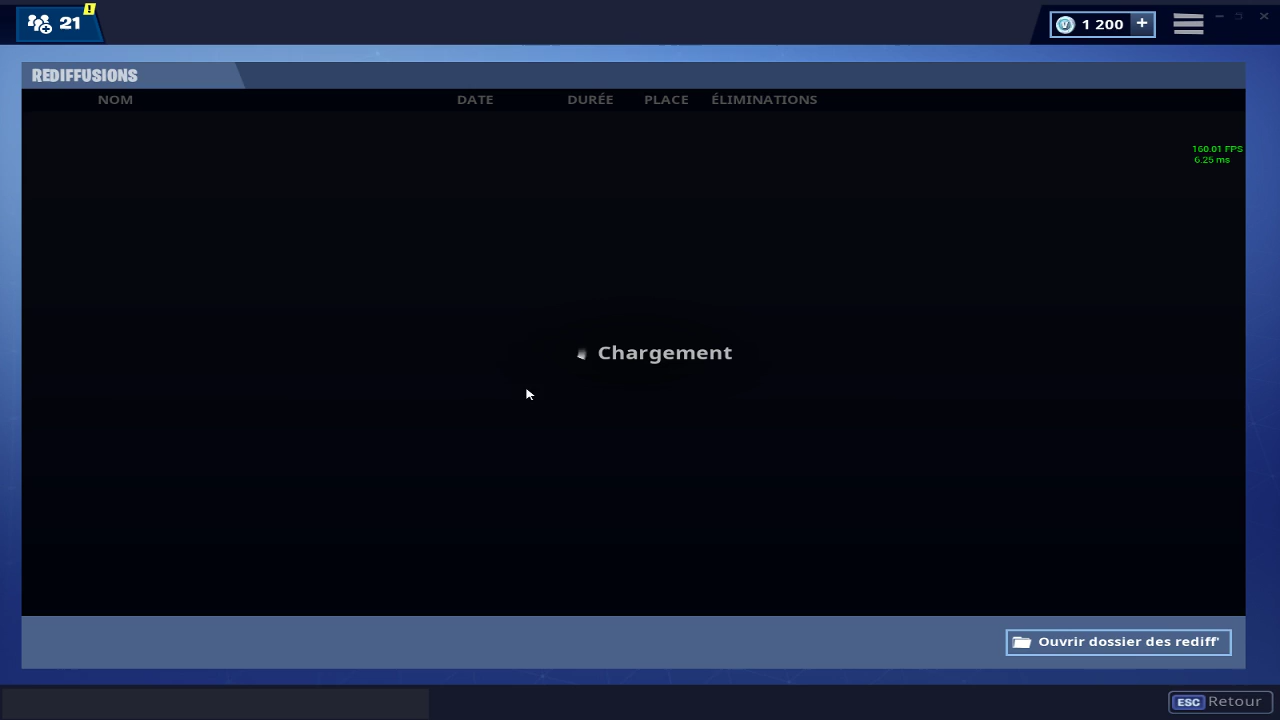 21 !
1 200 +
REDIFFUSIONS
NOM DATE DURÉE PLACE ÉLIMINATIONS
160.01 FPS
6.25 ms
Chargement
Ouvrir dossier des rediff'
ESC Retour